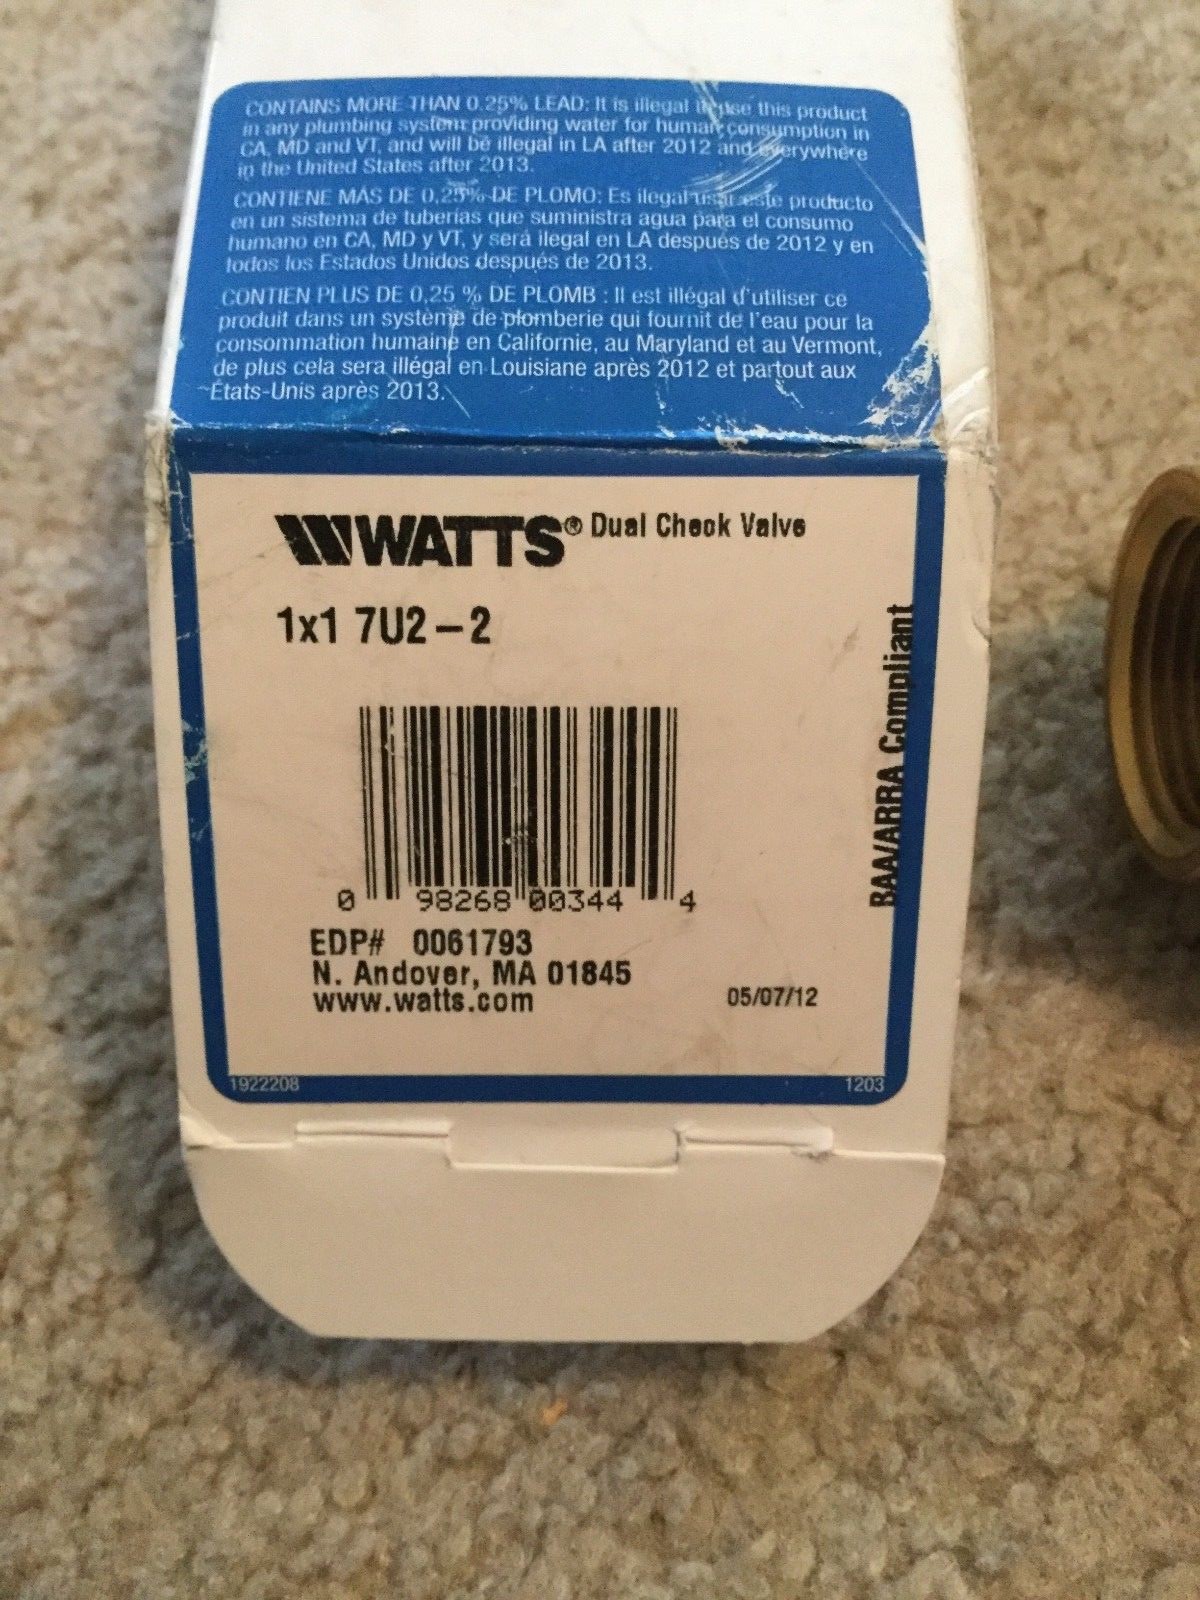 CONTAINS MORE THAN 0.25% LEAD: It is illegal to use this product
in any plumbing system providing water for human consumption in
CA, MD and VT, and will be illegal in LA after 2012 and everywhere
in the United States after 2013.
CONTIENE MÁS DE 0,25% DE PLOMO: Es ilegal usar este producto
en un sistema de tuberías que suministra agua para el consumo
humano en CA, MD y VT, y será ilegal en LA después de 2012 y en
todos los Estados Unidos después de 2013.
CONTIEN PLUS DE 0,25 % DE PLOMB : Il est illégal d'utiliser ce
produit dans un système de plomberie qui fournit de l'eau pour la
consommation humaine en Californie, au Maryland et au Vermont,
de plus cela sera illégal en Louisiane après 2012 et partout aux
États-Unis après 2013.
WATTS® Dual Check Valve
1x1 7U2-2
BAA/ARRA Compliant
0 98268 00344 4
EDP# 0061793
N. Andover, MA 01845
www.watts.com 05/07/12
1922208 1203